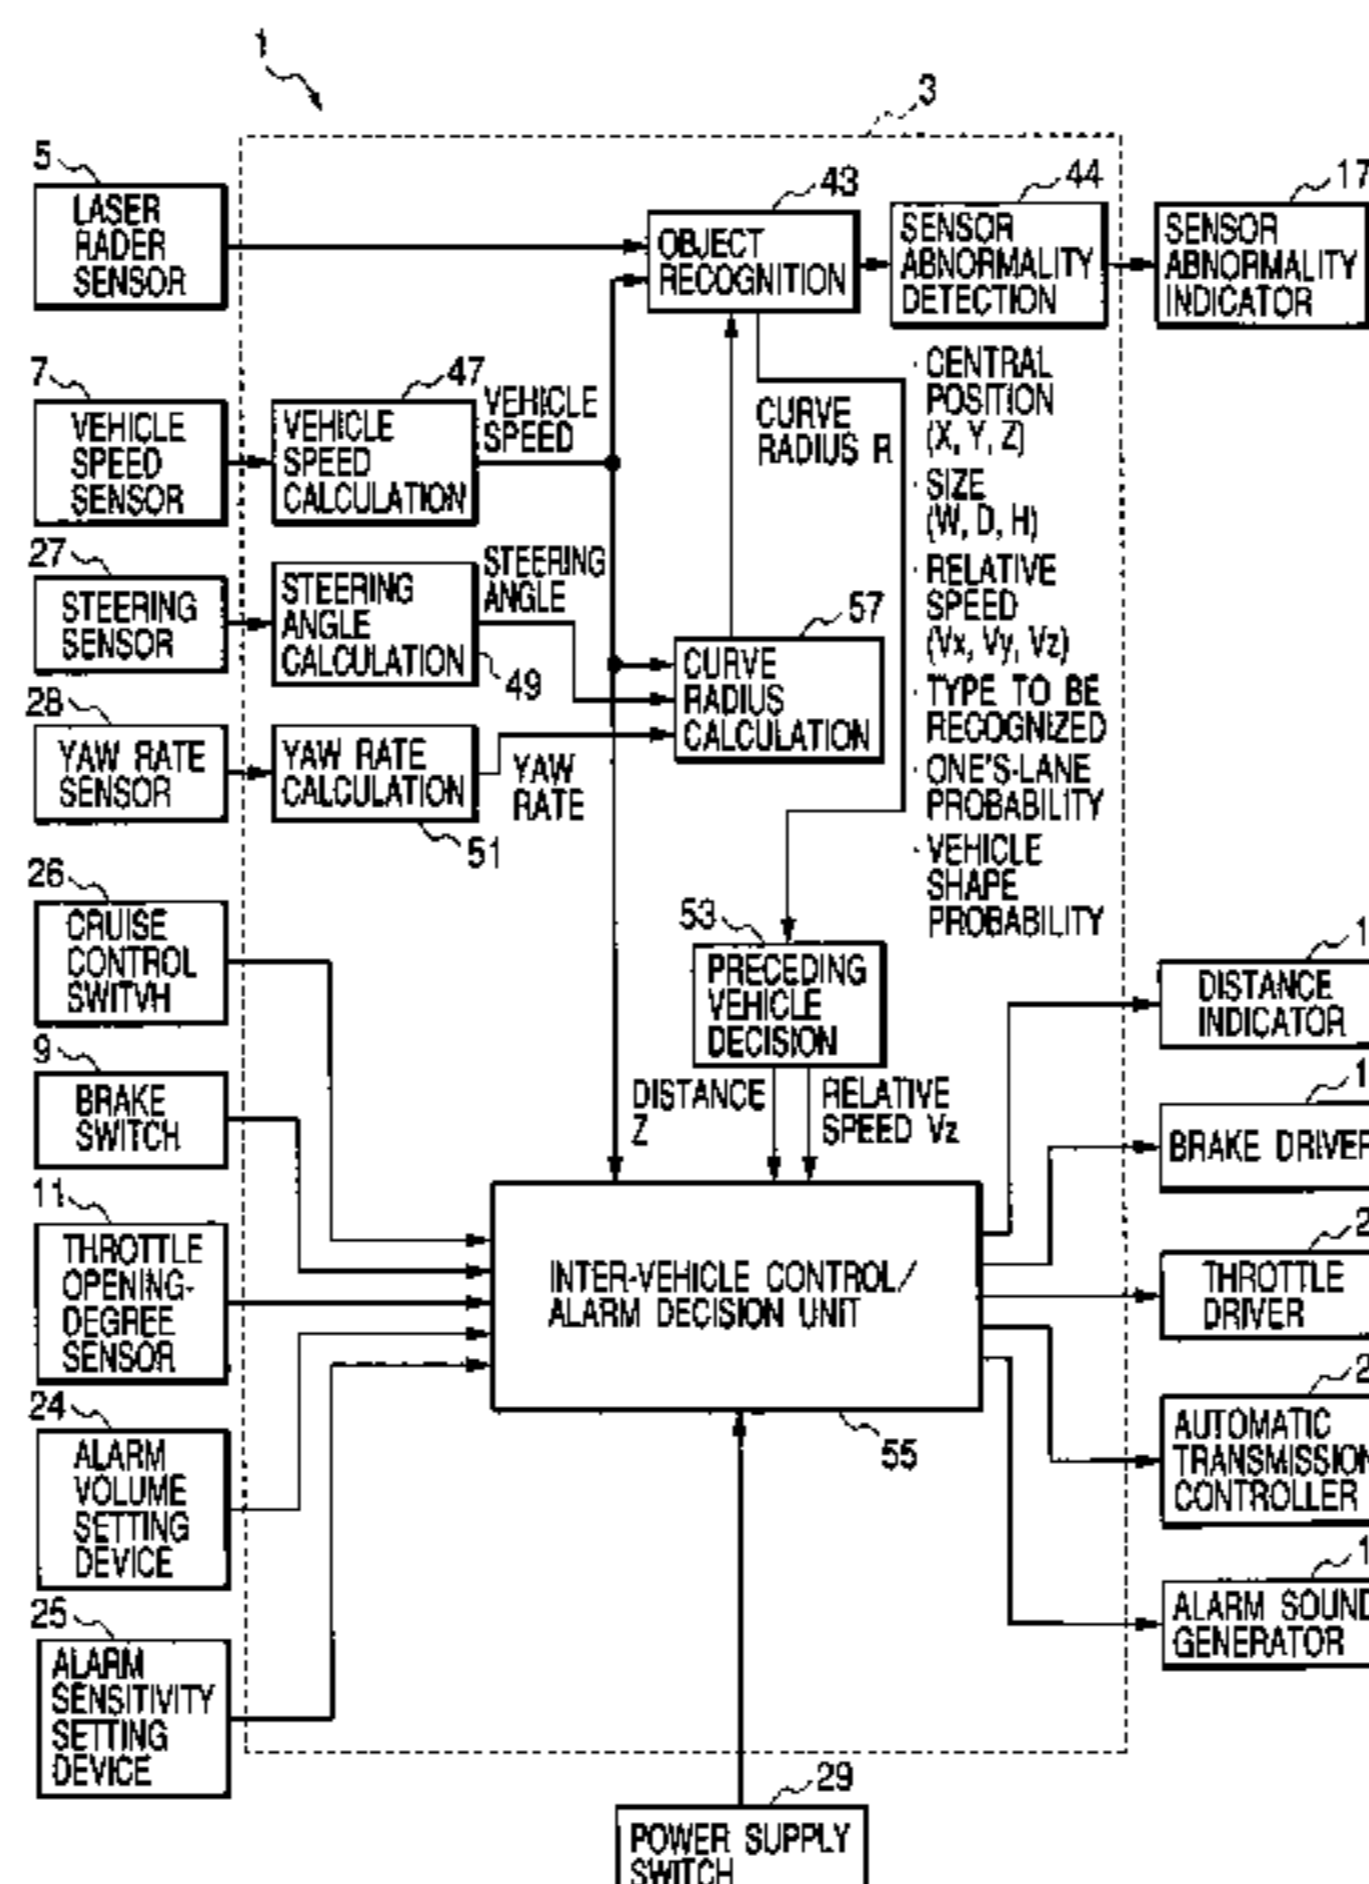 1
3
5
LASER
RADER
SENSOR
43
OBJECT
RECOGNITION
44
SENSOR
ABNORMALITY
DETECTION
17
SENSOR
ABNORMALITY
INDICATOR
7
VEHICLE
SPEED
SENSOR
47
VEHICLE
SPEED
CALCULATION
VEHICLE
SPEED
CURVE
RADIUS R
· CENTRAL
POSITION
(X, Y, Z)
· SIZE
(W, D, H)
· RELATIVE
SPEED
(Vx, Vy, Vz)
· TYPE TO BE
RECOGNIZED
· ONE'S-LANE
PROBABILITY
· VEHICLE
SHAPE
PROBABILITY
27
STEERING
SENSOR
STEERING
ANGLE
CALCULATION
49
STEERING
ANGLE
57
CURVE
RADIUS
CALCULATION
28
YAW RATE
SENSOR
YAW RATE
CALCULATION
51
YAW
RATE
26
CRUISE
CONTROL
SWITVH
53
PRECEDING
VEHICLE
DECISION
DISTANCE
Z
RELATIVE
SPEED Vz
9
BRAKE
SWITCH
11
THROTTLE
OPENING-
DEGREE
SENSOR
INTER-VEHICLE CONTROL/
ALARM DECISION UNIT
55
24
ALARM
VOLUME
SETTING
DEVICE
25
ALARM
SENSITIVITY
SETTING
DEVICE
1
DISTANCE
INDICATOR
1
BRAKE DRIVER
2
THROTTLE
DRIVER
2
AUTOMATIC
TRANSMISSION
CONTROLLER
1
ALARM SOUND
GENERATOR
29
POWER SUPPLY
SWITCH